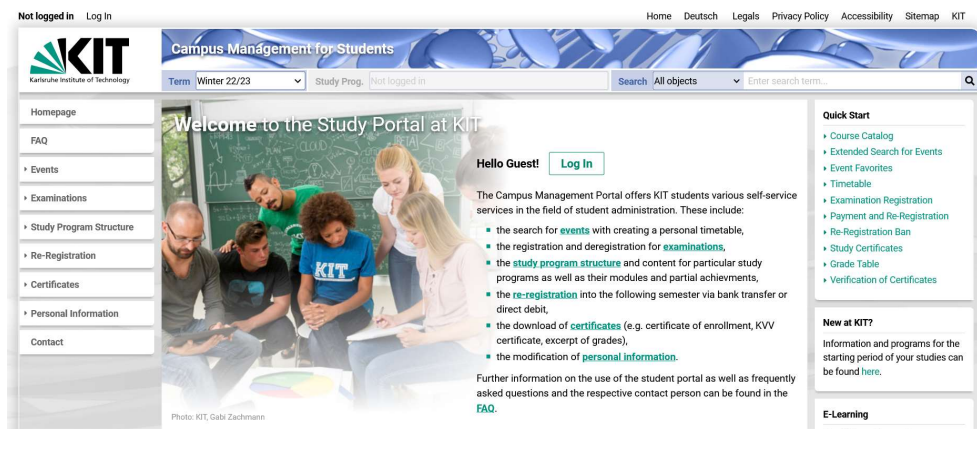 Not logged in Log In
Home Deutsch Legals Privacy Policy Accessibility Sitemap KIT
KIT
Karlsruhe Institute of Technology
Campus Management for Students
Term Winter 22/23 Study Prog. Not logged in Search All objects Enter search term...
Homepage
FAQ
Events
Examinations
Study Program Structure
Re-Registration
Certificates
Personal Information
Contact
Welcome to the Study Portal at KIT
KIT
Photo: KIT, Gabi Zachmann
Hello Guest! Log In
The Campus Management Portal offers KIT students various self-service
services in the field of student administration. These include:
the search for events with creating a personal timetable,
the registration and deregistration for examinations,
the study program structure and content for particular study
programs as well as their modules and partial achievments,
the re-registration into the following semester via bank transfer or
direct debit,
the download of certificates (e.g. certificate of enrollment, KVV
certificate, excerpt of grades),
the modification of personal information.
Further information on the use of the student portal as well as frequently
asked questions and the respective contact person can be found in the
FAQ.
Quick Start
Course Catalog
Extended Search for Events
Event Favorites
Timetable
Examination Registration
Payment and Re-Registration
Re-Registration Ban
Study Certificates
Grade Table
Verification of Certificates
New at KIT?
Information and programs for the
starting period of your studies can
be found here.
E-Learning